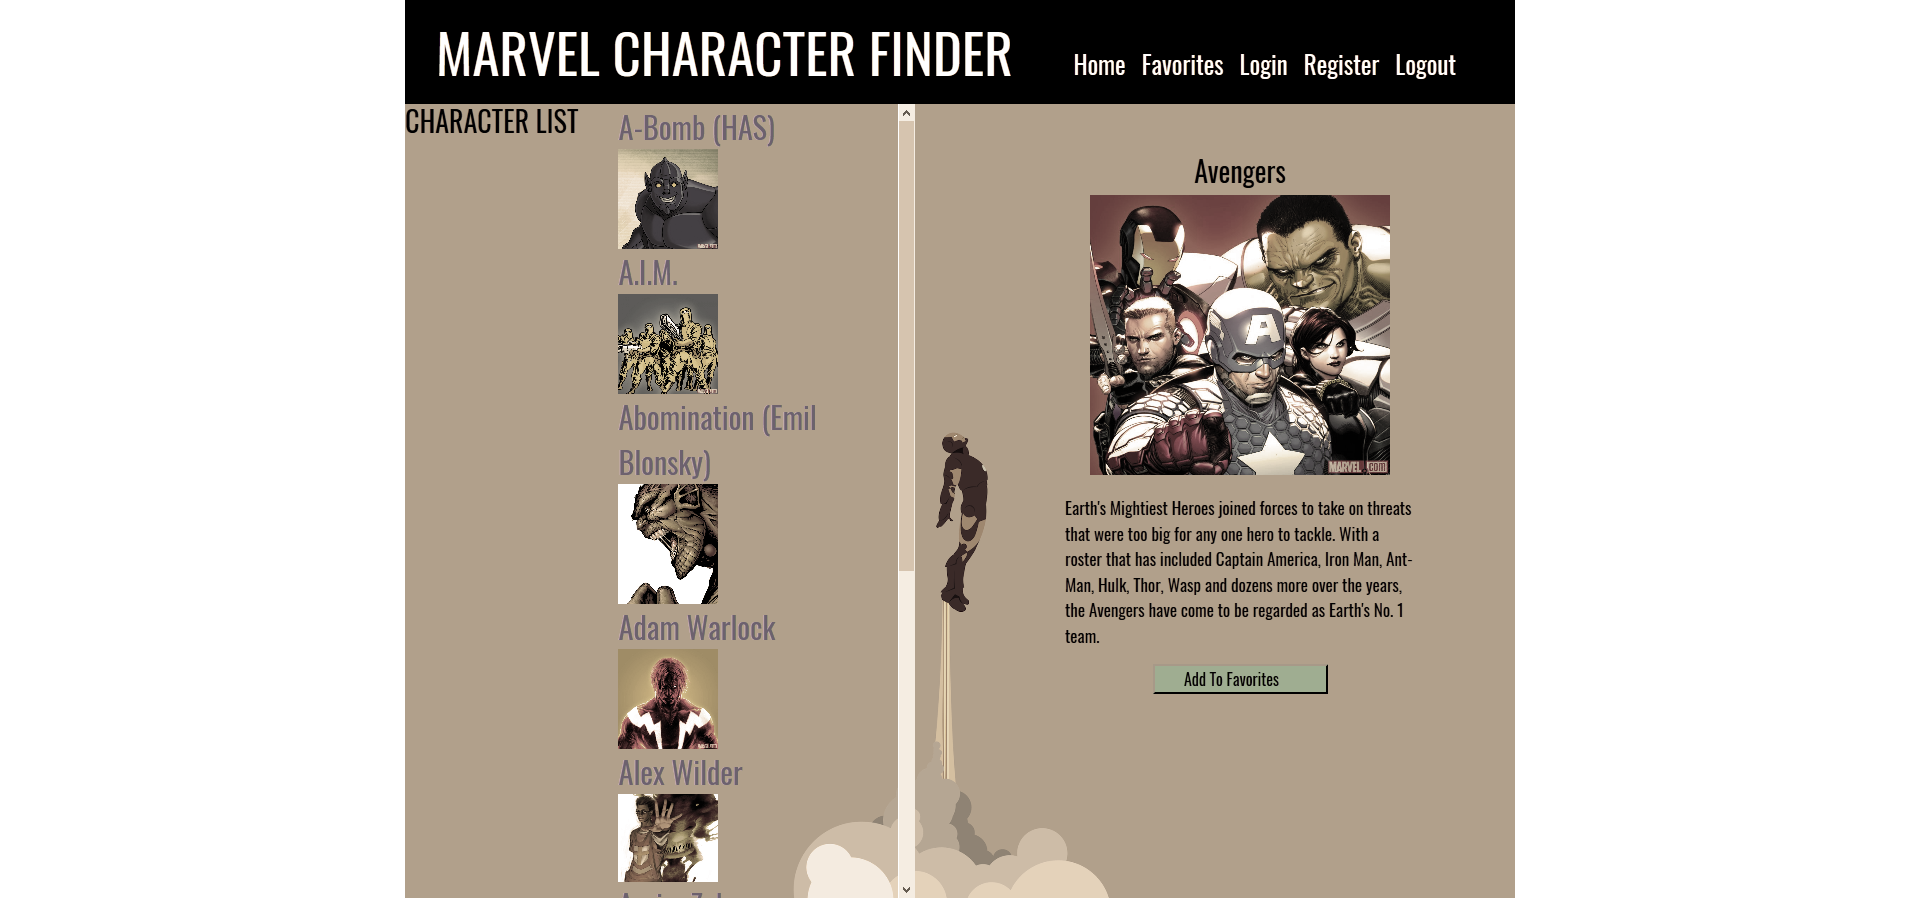 MARVEL CHARACTER FINDER
Home Favorites Login Register Logout
CHARACTER LIST
A-Bomb (HAS)
A.I.M.
Abomination (Emil
Blonsky)
Adam Warlock
Alex Wilder
Avengers
A
MARVEL.com
Earth's Mightiest Heroes joined forces to take on threats
that were too big for any one hero to tackle. With a
roster that has included Captain America, Iron Man, Ant-
Man, Hulk, Thor, Wasp and dozens more over the years,
the Avengers have come to be regarded as Earth's No. 1
team.
Add To Favorites